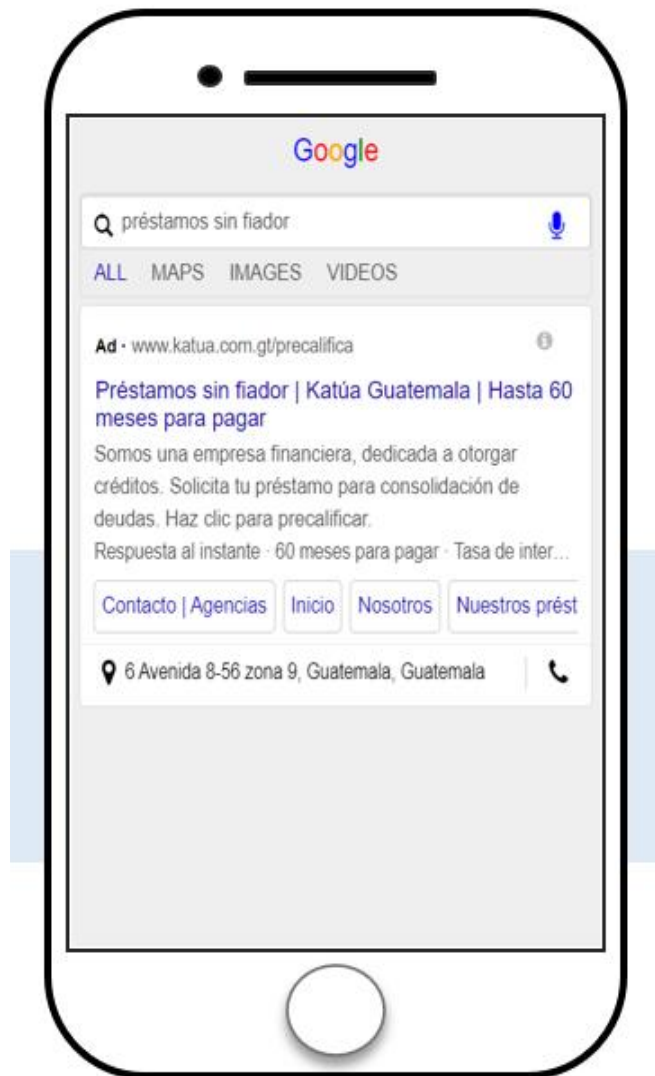 Google
préstamos sin fiador
ALL MAPS IMAGES VIDEOS
Ad · www.katua.com.gt/precalifica
Préstamos sin fiador | Katúa Guatemala | Hasta 60
meses para pagar
Somos una empresa financiera, dedicada a otorgar
créditos. Solicita tu préstamo para consolidación de
deudas. Haz clic para precalificar.
Respuesta al instante · 60 meses para pagar · Tasa de inter...
Contacto | Agencias Inicio Nosotros Nuestros prést
6 Avenida 8-56 zona 9, Guatemala, Guatemala